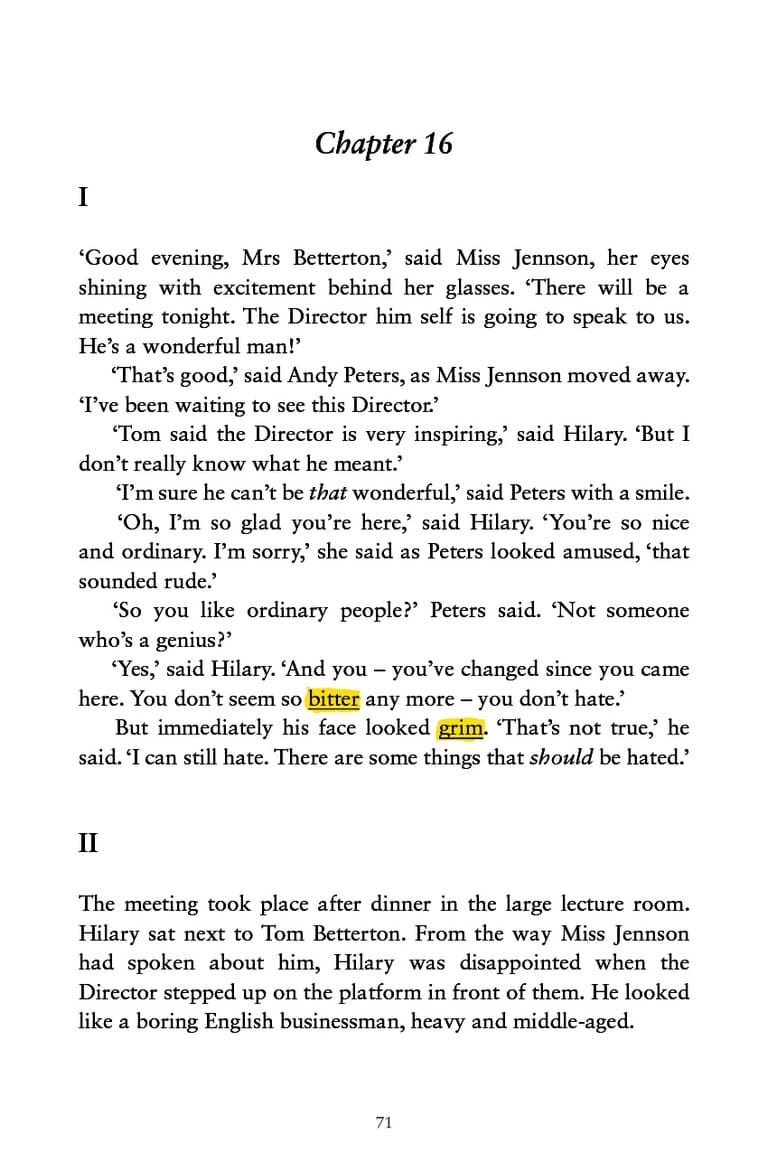 Chapter 16
I
‘Good evening, Mrs Betterton,’ said Miss Jennson, her eyes
shining with excitement behind her glasses. ‘There will be a
meeting tonight. The Director him self is going to speak to us.
He’s a wonderful man!’
‘That’s good,’ said Andy Peters, as Miss Jennson moved away.
‘I’ve been waiting to see this Director.’
‘Tom said the Director is very inspiring,’ said Hilary. ‘But I
don’t really know what he meant.’
‘I’m sure he can’t be that wonderful,’ said Peters with a smile.
‘Oh, I’m so glad you’re here,’ said Hilary. ‘You’re so nice
and ordinary. I’m sorry,’ she said as Peters looked amused, ‘that
sounded rude.’
‘So you like ordinary people?’ Peters said. ‘Not someone
who’s a genius?’
‘Yes,’ said Hilary. ‘And you – you’ve changed since you came
here. You don’t seem so bitter any more – you don’t hate.’
But immediately his face looked grim. ‘That’s not true,’ he
said. ‘I can still hate. There are some things that should be hated.’
II
The meeting took place after dinner in the large lecture room.
Hilary sat next to Tom Betterton. From the way Miss Jennson
had spoken about him, Hilary was disappointed when the
Director stepped up on the platform in front of them. He looked
like a boring English businessman, heavy and middle-aged.
71